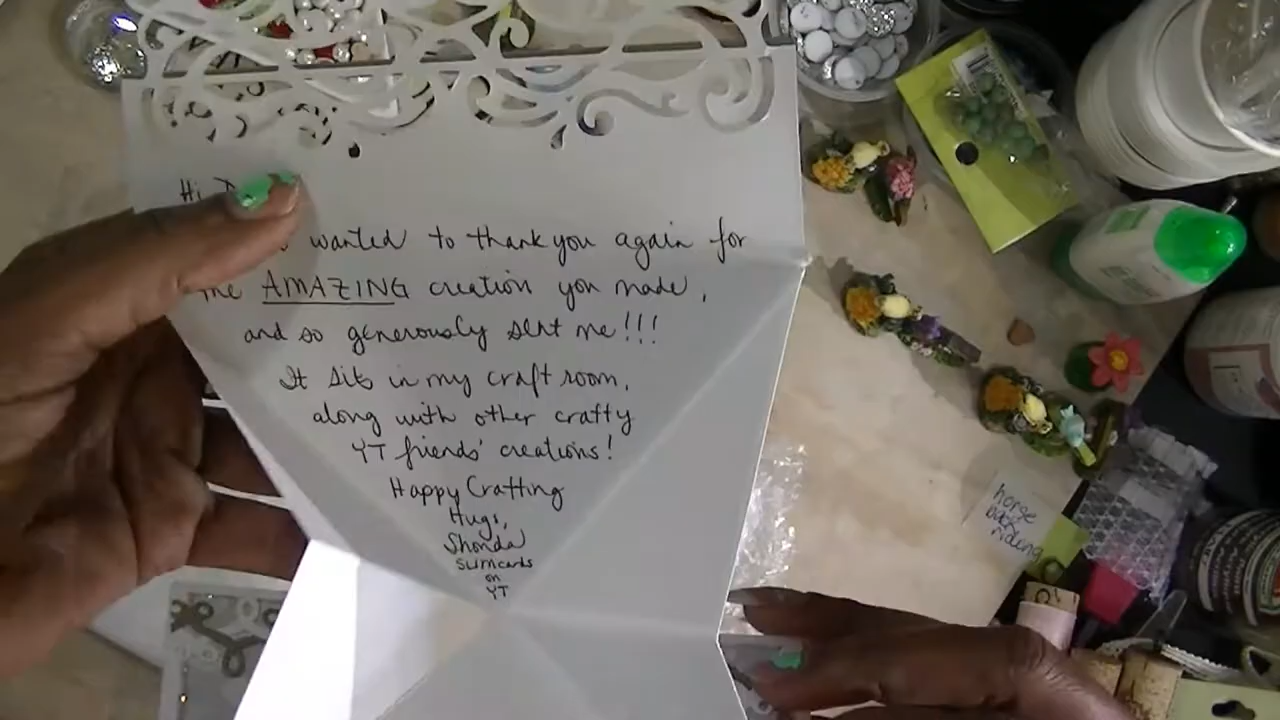 Hi
wanted to thank you again for
the AMAZING creation you made,
and so generously sent me!!!
It sits in my craft room,
along with other crafty
YT friends' creations!
Happy Crafting
Hugs,
Shonda
SLIMcards
on
YT
horse
back
riding